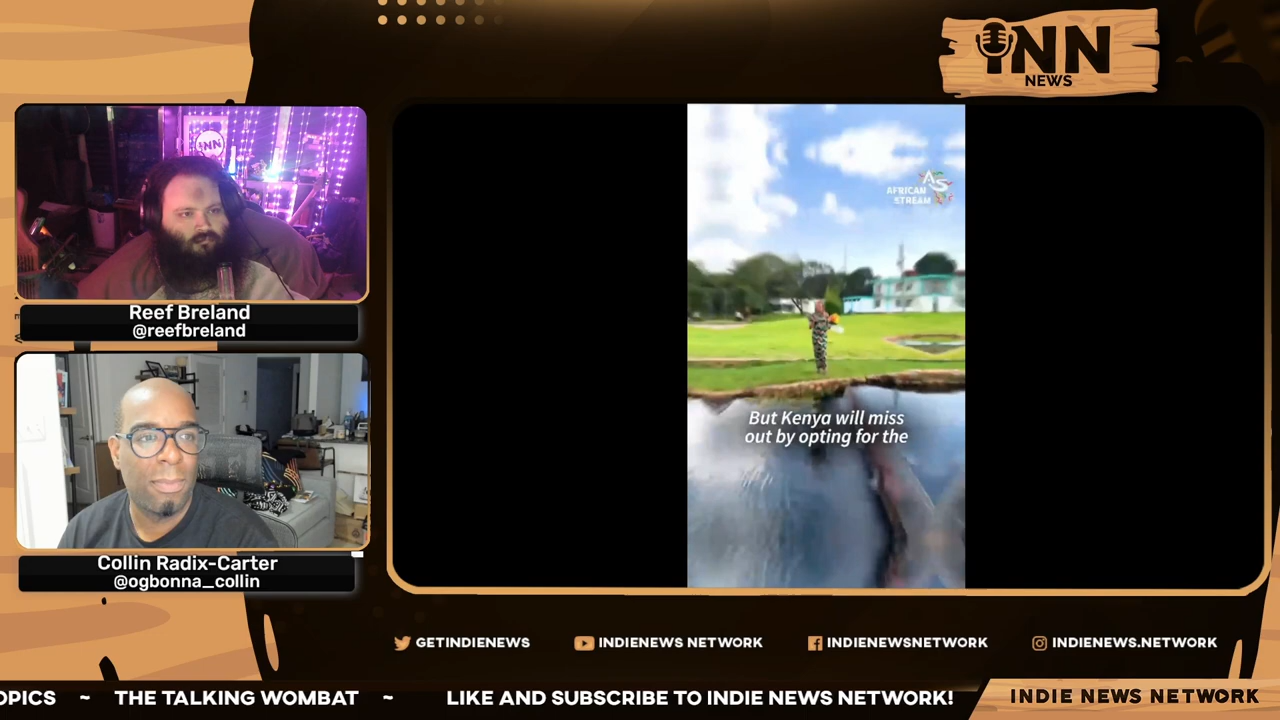 iNN
NEWS
iNN
AFRICAN
STREAM
AS
Reef Breland
@reefbreland
But Kenya will miss
out by opting for the
Collin Radix-Carter
@ogbonna_collin
GETINDIENEWS
INDIENEWS NETWORK
INDIENEWSNETWORK
INDIENEWS.NETWORK
OPICS ~ THE TALKING WOMBAT ~ LIKE AND SUBSCRIBE TO INDIE NEWS NETWORK!
INDIE NEWS NETWORK